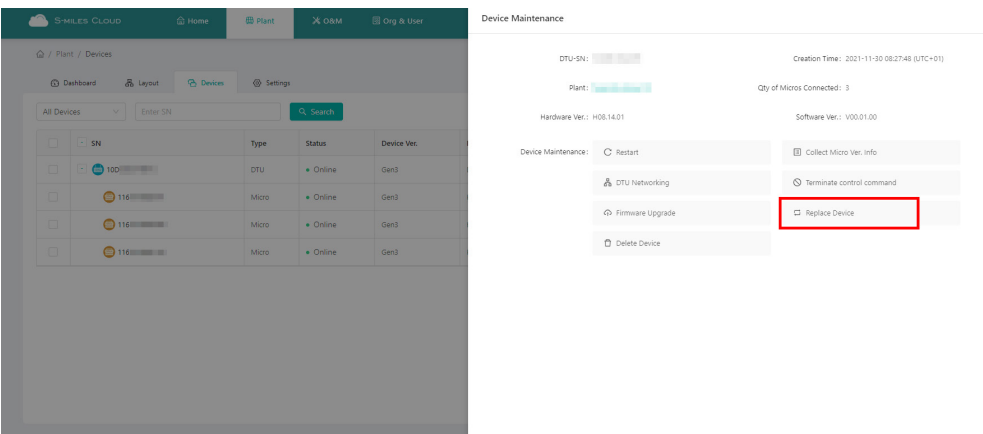 S-MILES CLOUD Home Plant O&M Org & User
/ Plant / Devices
Dashboard Layout Devices Settings
All Devices Enter SN Search
SN Type Status Device Ver.
10D DTU Online Gen3
116 Micro Online Gen3
116 Micro Online Gen3
116 Micro Online Gen3
Device Maintenance
DTU-SN: Creation Time: 2021-11-30 08:27:48 (UTC+01)
Plant: Qty of Micros Connected: 3
Hardware Ver.: H08.14.01 Software Ver.: V00.01.00
Device Maintenance: Restart Collect Micro Ver. Info
DTU Networking Terminate control command
Firmware Upgrade Replace Device
Delete Device